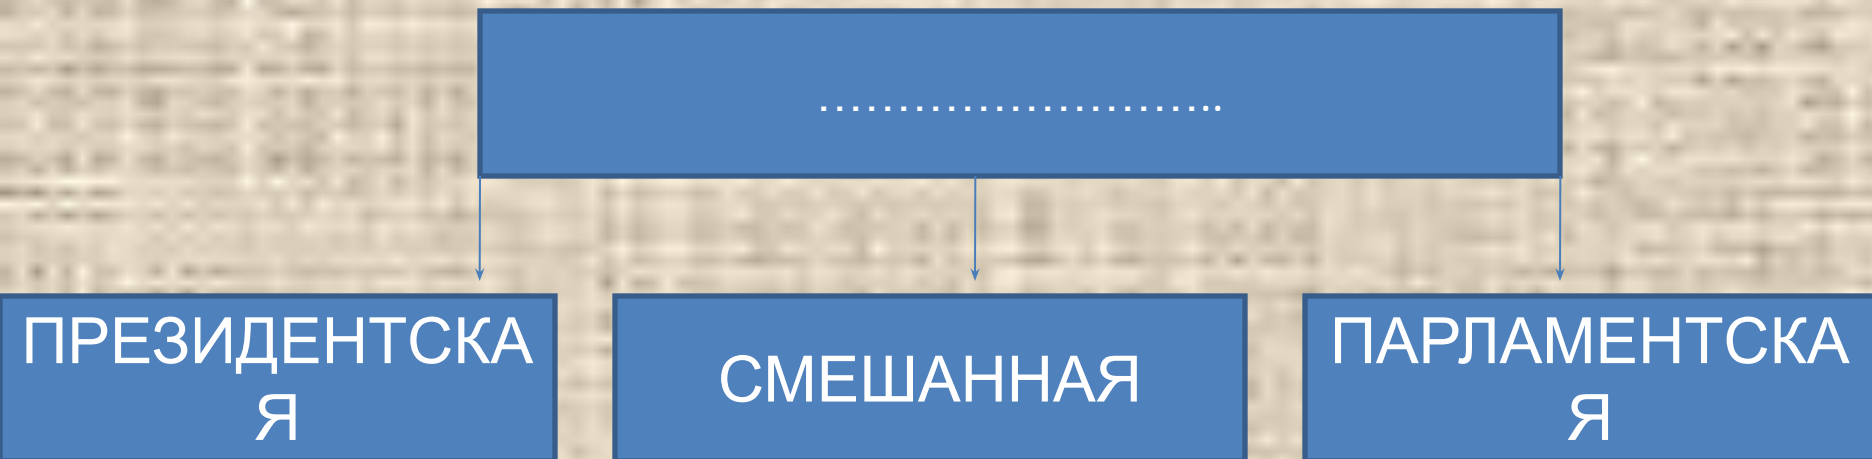 ………………………..
ПРЕЗИДЕНТСКА
Я
СМЕШАННАЯ
ПАРЛАМЕНТСКА
Я